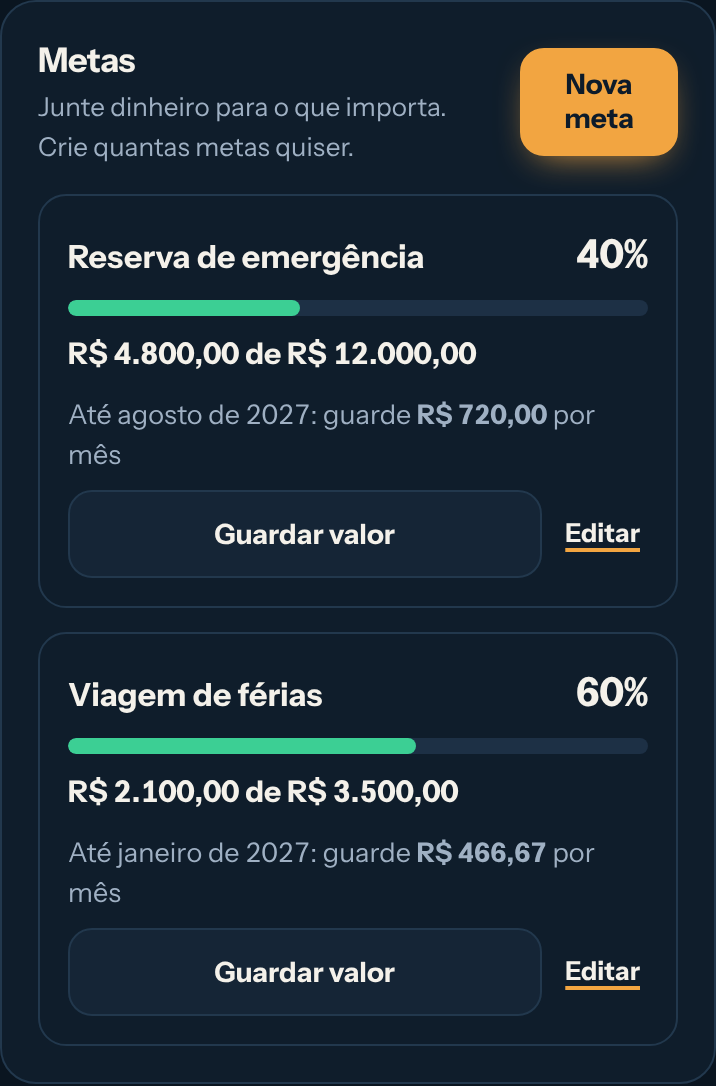 Metas
Junte dinheiro para o que importa.
Crie quantas metas quiser.
Nova
meta
Reserva de emergência 40%
R$ 4.800,00 de R$ 12.000,00
Até agosto de 2027: guarde R$ 720,00 por
mês
Guardar valor Editar
Viagem de férias 60%
R$ 2.100,00 de R$ 3.500,00
Até janeiro de 2027: guarde R$ 466,67 por
mês
Guardar valor Editar